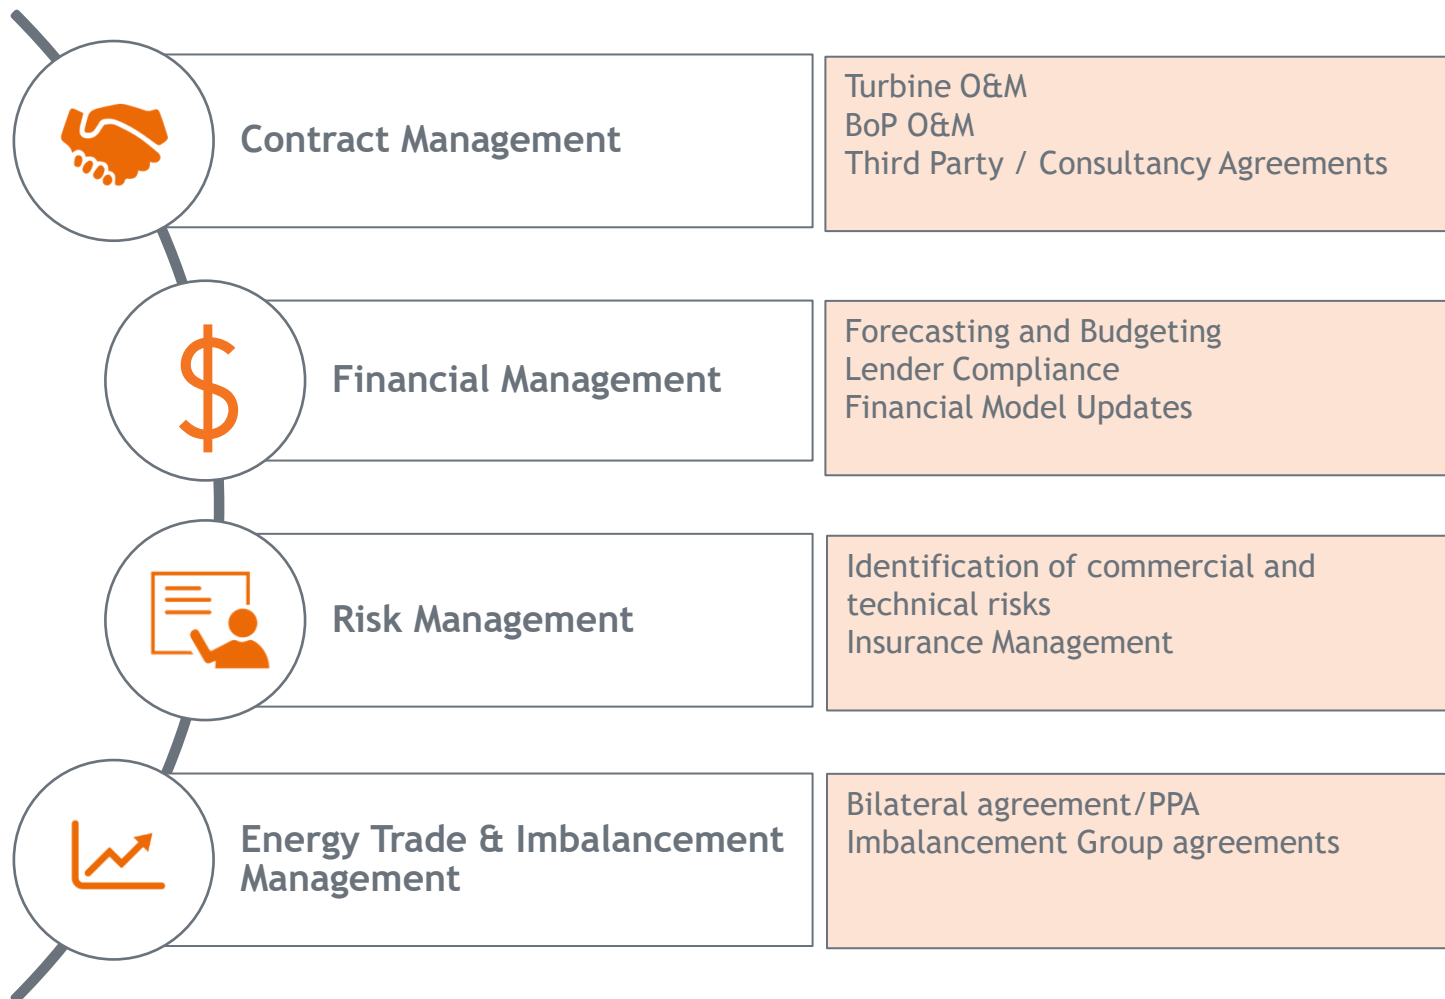 Contract Management
Turbine O&M
BoP O&M
Third Party / Consultancy Agreements
Financial Management
Forecasting and Budgeting
Lender Compliance
Financial Model Updates
Risk Management
Identification of commercial and
technical risks
Insurance Management
Energy Trade & Imbalancement
Management
Bilateral agreement/PPA
Imbalancement Group agreements